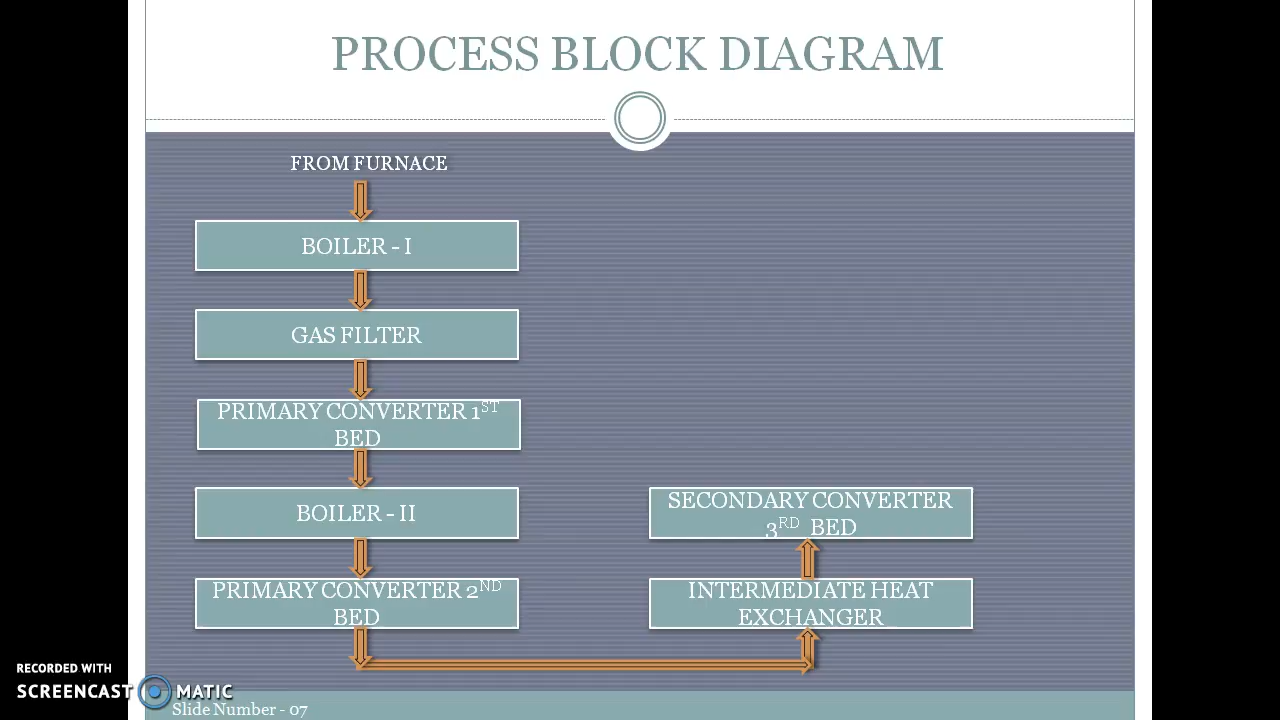 PROCESS BLOCK DIAGRAM
FROM FURNACE
BOILER - I
GAS FILTER
PRIMARY CONVERTER 1ST
BED
BOILER - II
PRIMARY CONVERTER 2ND
BED
SECONDARY CONVERTER
3RD BED
INTERMEDIATE HEAT
EXCHANGER
RECORDED WITH
SCREENCAST MATIC
Slide Number - 07